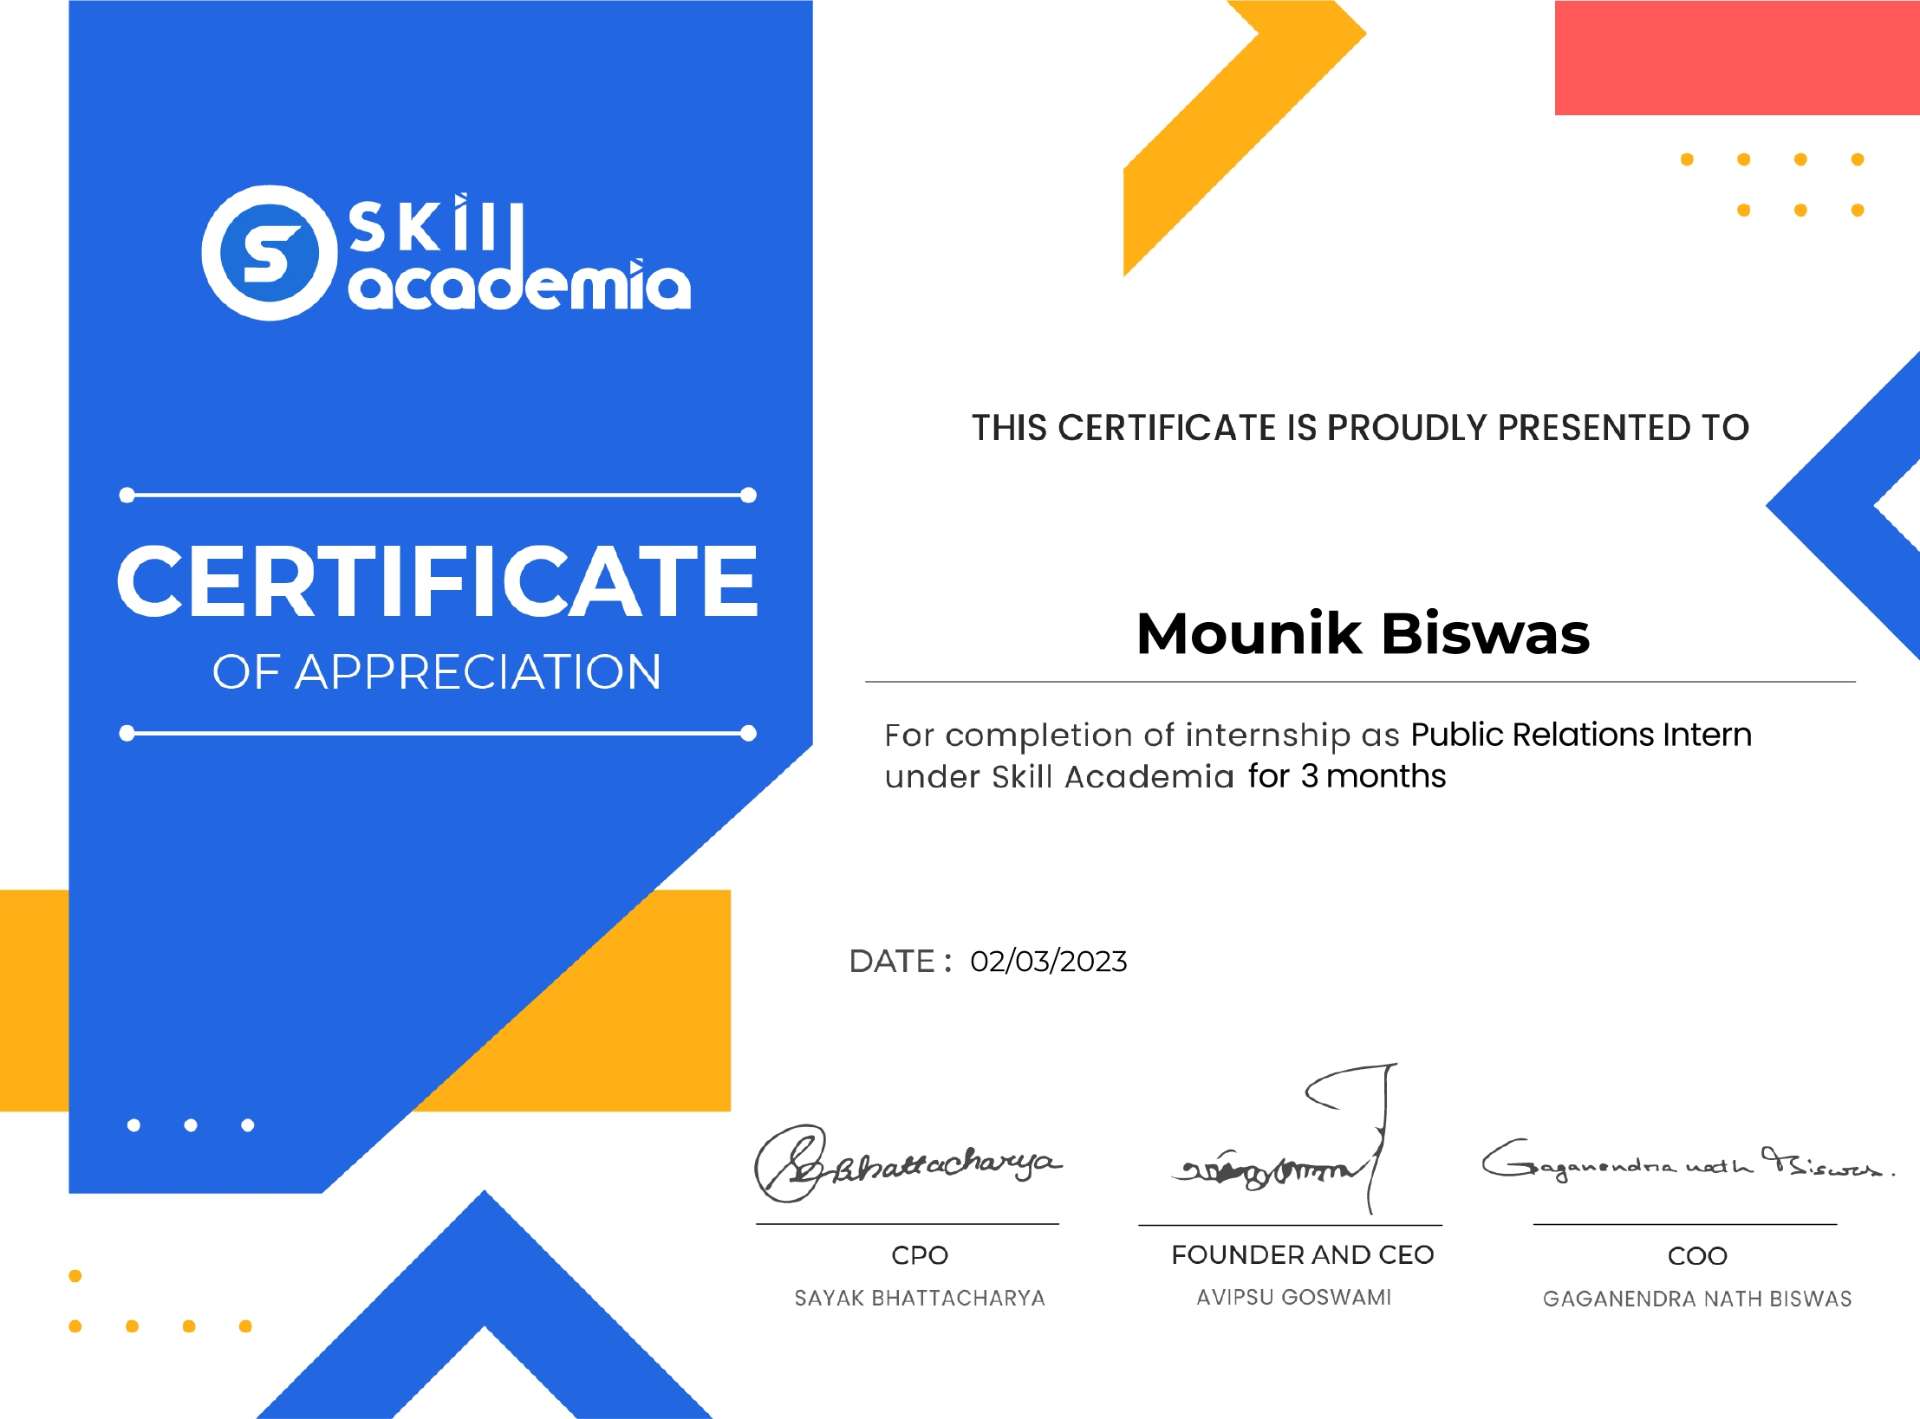 Skill
academia
CERTIFICATE
OF APPRECIATION
THIS CERTIFICATE IS PROUDLY PRESENTED TO
Mounik Biswas
For completion of internship as Public Relations Intern
under Skill Academia for 3 months
DATE : 02/03/2023
Bhattacharya
Gaganendra nath Biswas.
CPO
FOUNDER AND CEO
COO
SAYAK BHATTACHARYA
AVIPSU GOSWAMI
GAGANENDRA NATH BISWAS